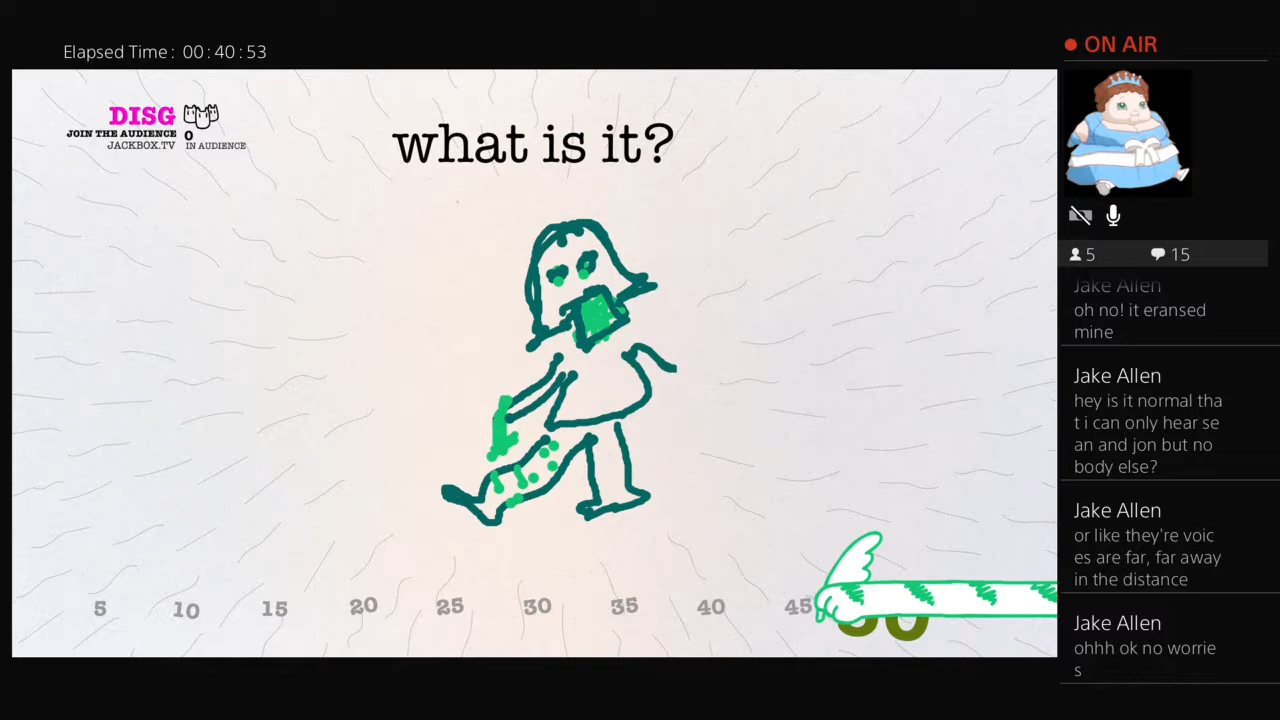 Elapsed Time: 00:40:53
ON AIR
DISG
JOIN THE AUDIENCE
JACKBOX.TV
0
IN AUDIENCE
what is it?
5
15
Jake Allen
oh no! it eransed
mine
Jake Allen
hey is it normal tha
t i can only hear se
an and jon but no
body else?
Jake Allen
or like they're voic
es are far, far away
in the distance
Jake Allen
ohhh ok no worrie
s
5 10 15 20 25 30 35 40 45